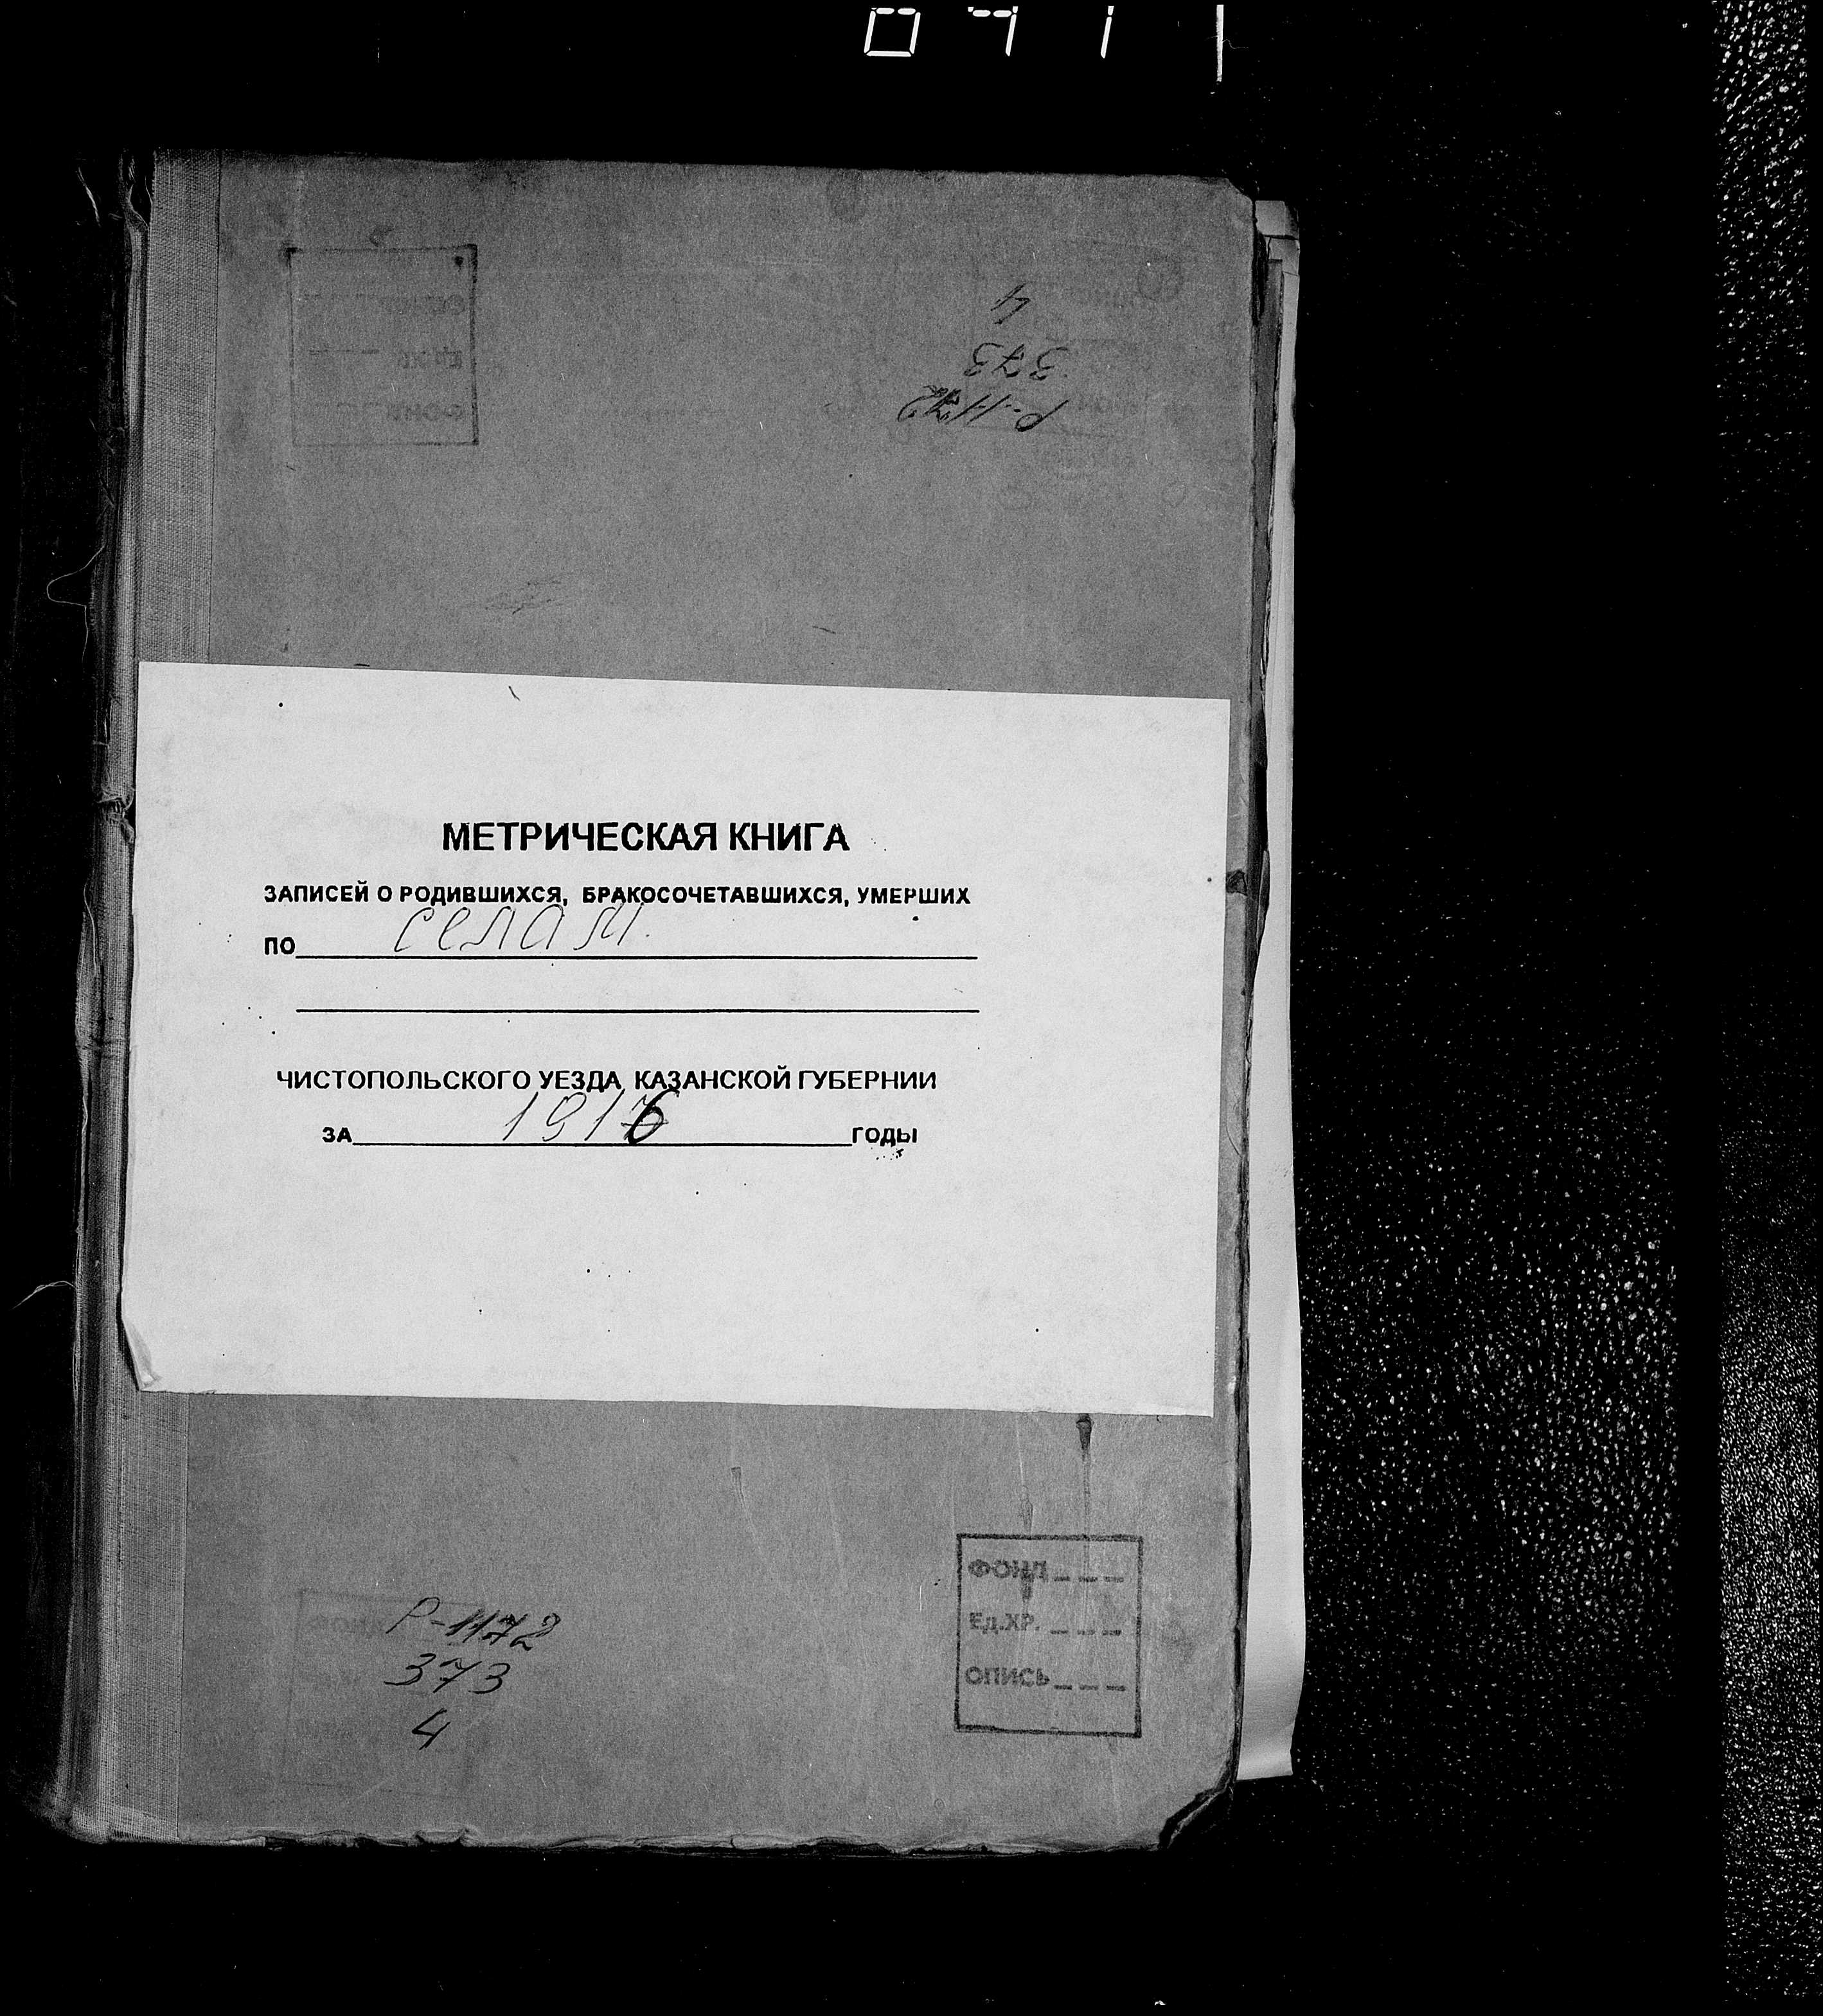 Р-1172
373
4
МЕТРИЧЕСКАЯ КНИГА
ЗАПИСЕЙ О РОДИВШИХСЯ, БРАКОСОЧЕТАВШИХСЯ, УМЕРШИХ
ПО селам.
ЧИСТОПОЛЬСКОГО УЕЗДА КАЗАНСКОЙ ГУБЕРНИИ
ЗА 1916 ГОДЫ
Р-1172
373
4
ФОНД
ЕД.ХР.
ОПИСЬ